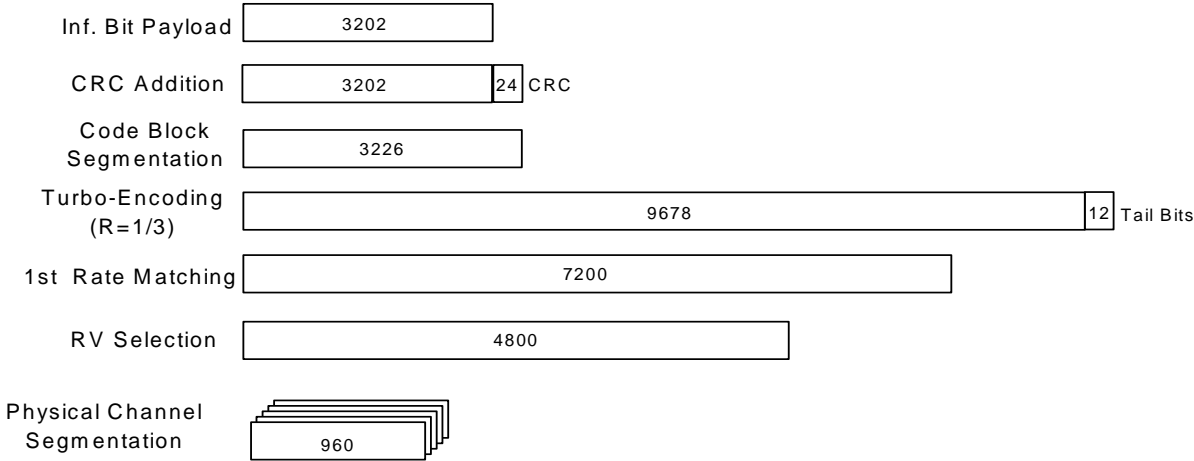 Inf. Bit Payload 3202
CRC Addition 3202 24 CRC
Code Block
Segmentation 3226
Turbo-Encoding
(R=1/3) 9678 12 Tail Bits
1st Rate Matching 7200
RV Selection 4800
Physical Channel
Segmentation 960